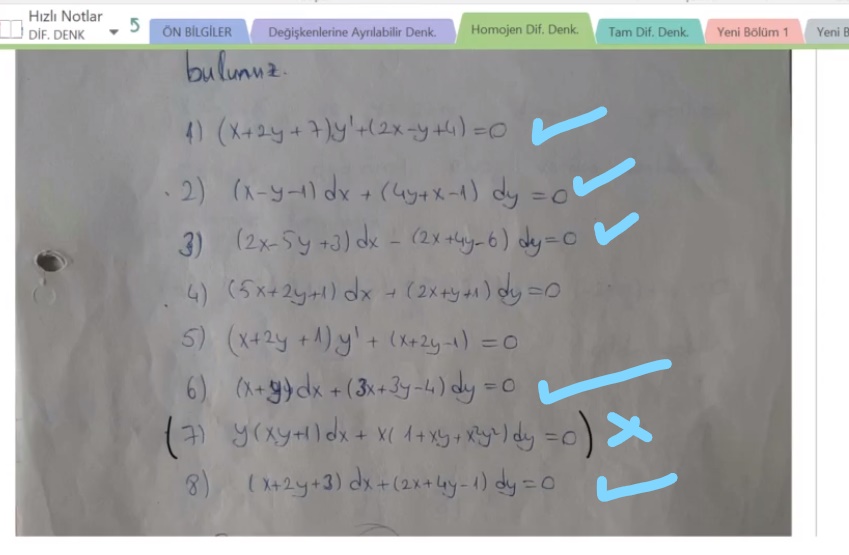 Hızlı Notlar
DİF. DENK
ÖN BİLGİLER
Değişkenlerine Ayrılabilir Denk.
Homojen Dif. Denk.
Tam Dif. Denk.
Yeni Bölüm 1
Yeni B
bulunuz.
1) (x+2y+7)y'+(2x-y+4)=0
2) (x-y-1)dx + (4y+x-1) dy =0
3) (2x-5y+3)dx - (2x+4y-6) dy=0
4) (5x+2y+1) dx + (2x+y+1) dy=0
5) (x+2y+1)y' + (x+2y-1) = 0
6) (x+y)dx + (3x+3y-4) dy =0
(7) y(xy+1)dx + x(1+xy+x²y²)dy =0)
8) (x+2y+3) dx+(2x+4y-1) dy=0